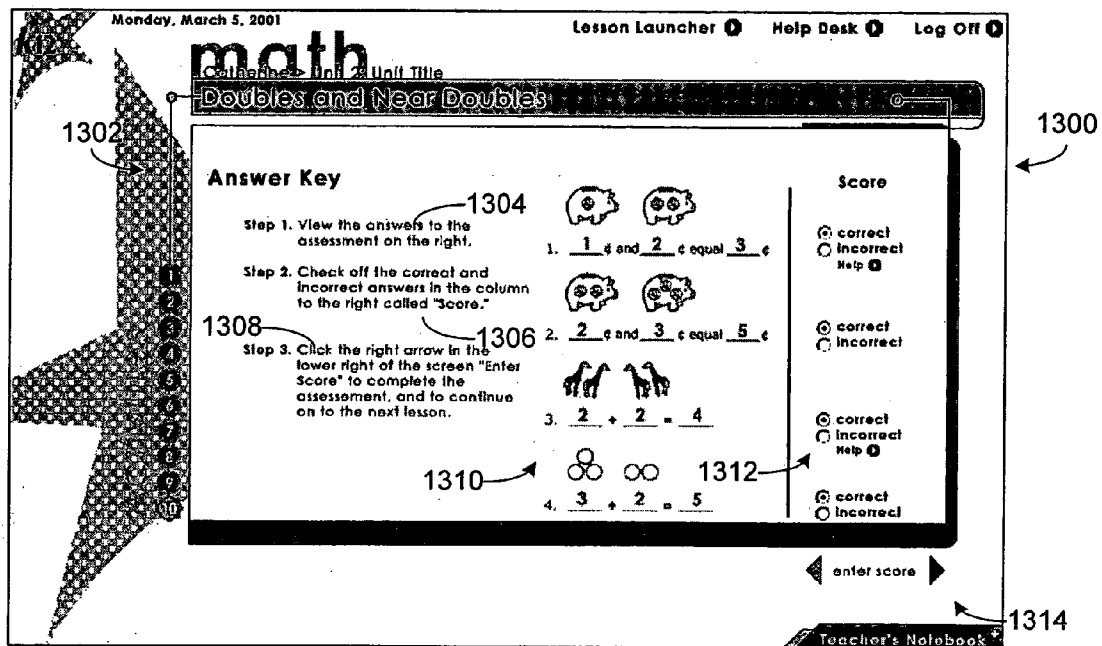 Monday, March 5, 2001
Lesson Launcher Help Desk Log Off
K12
math
Catherine > Unit 2: Unit Title
Doubles and Near Doubles
1302
1300
Answer Key
Score
1304
Step 1. View the answers to the
assessment on the right.
1. 1 ¢ and 2 ¢ equal 3 ¢
correct
incorrect
Help
Step 2. Check off the correct and
incorrect answers in the column
to the right called "Score."
1306
2. 2 ¢ and 3 ¢ equal 5 ¢
correct
incorrect
1308
Step 3. Click the right arrow in the
lower right of the screen "Enter
Score" to complete the
assessment, and to continue
on to the next lesson.
3. 2 + 2 = 4
correct
incorrect
Help
1310
1312
4. 3 + 2 = 5
correct
incorrect
1
2
3
4
5
6
7
8
9
10
enter score
1314
Teacher's Notebook